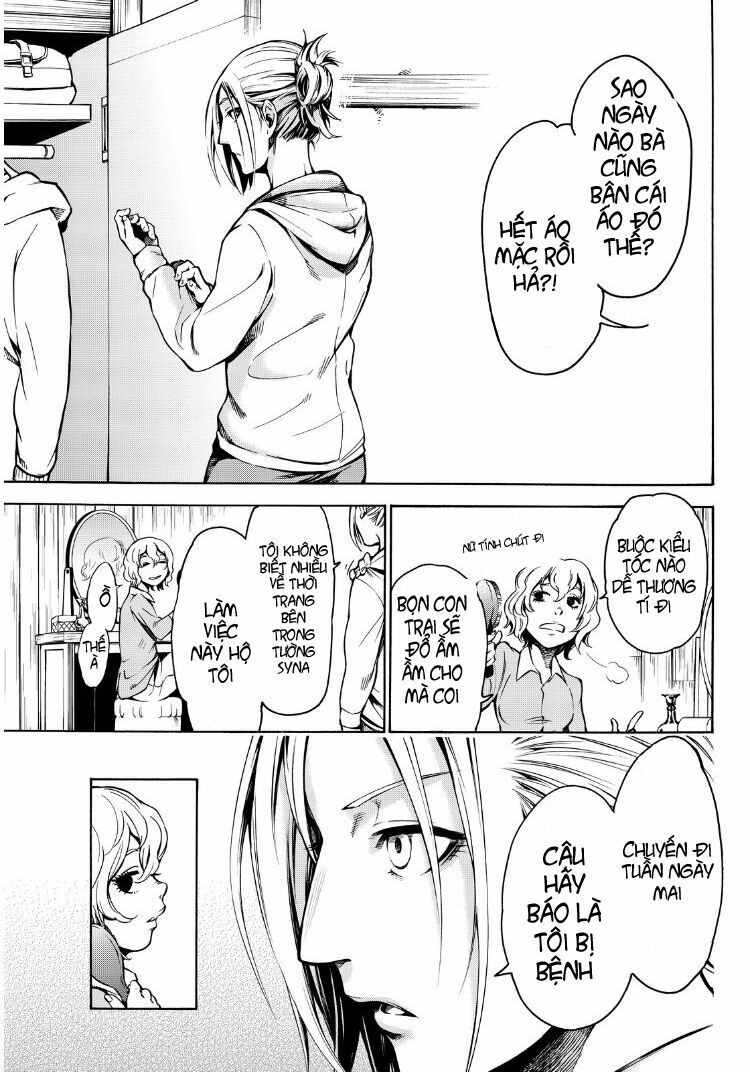 SAO
NGÀY
NÀO BÀ
CŨNG
BÂN CÁI
ÁO ĐÓ
THẾ?
HẾT ÁO
MẶC RỒI
HẢ?!
BUỘC KIỂU
TÓC NÀO
DỄ THƯƠNG
TÍ ĐI
NỮ TÍNH CHÚT ĐI
BỌN CON
TRAI SẼ
ĐỔ ẦM
ẦM CHO
MÀ COI
TÔI KHÔNG
BIẾT NHIỀU
VỀ THỜI
TRANG
BÊN
TRONG
TƯỜNG
SYNA
LÀM
VIỆC
NÀY HỘ
TÔI
Ồ
THẾ
À
CHUYẾN ĐI
TUẦN NGÀY
MAI
CẬU
HÃY
BÁO LÀ
TÔI BỊ
BỆNH